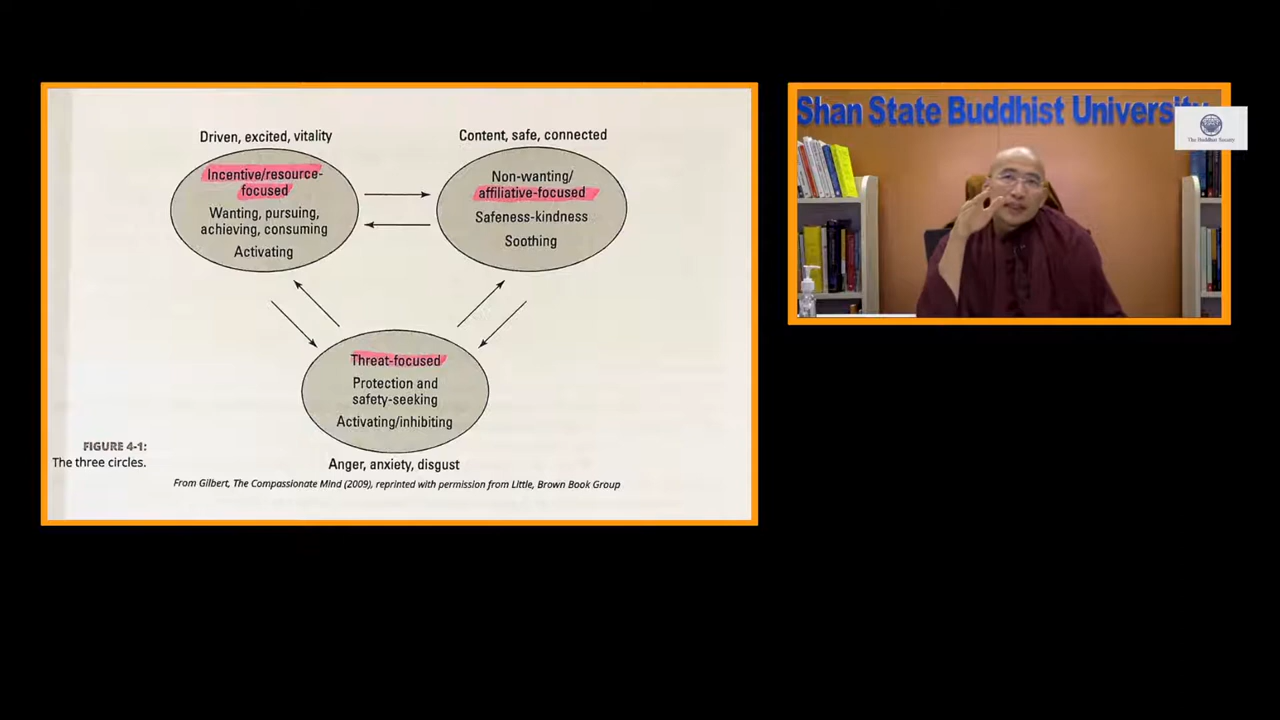 Driven, excited, vitality
Incentive/resource-
focused
Wanting, pursuing,
achieving, consuming
Activating
Content, safe, connected
Non-wanting/
affiliative-focused
Safeness-kindness
Soothing
Threat-focused
Protection and
safety-seeking
Activating/inhibiting
Anger, anxiety, disgust
FIGURE 4-1:
The three circles.
From Gilbert, The Compassionate Mind (2009), reprinted with permission from Little, Brown Book Group
Shan State Buddhist University
The Buddhist Society